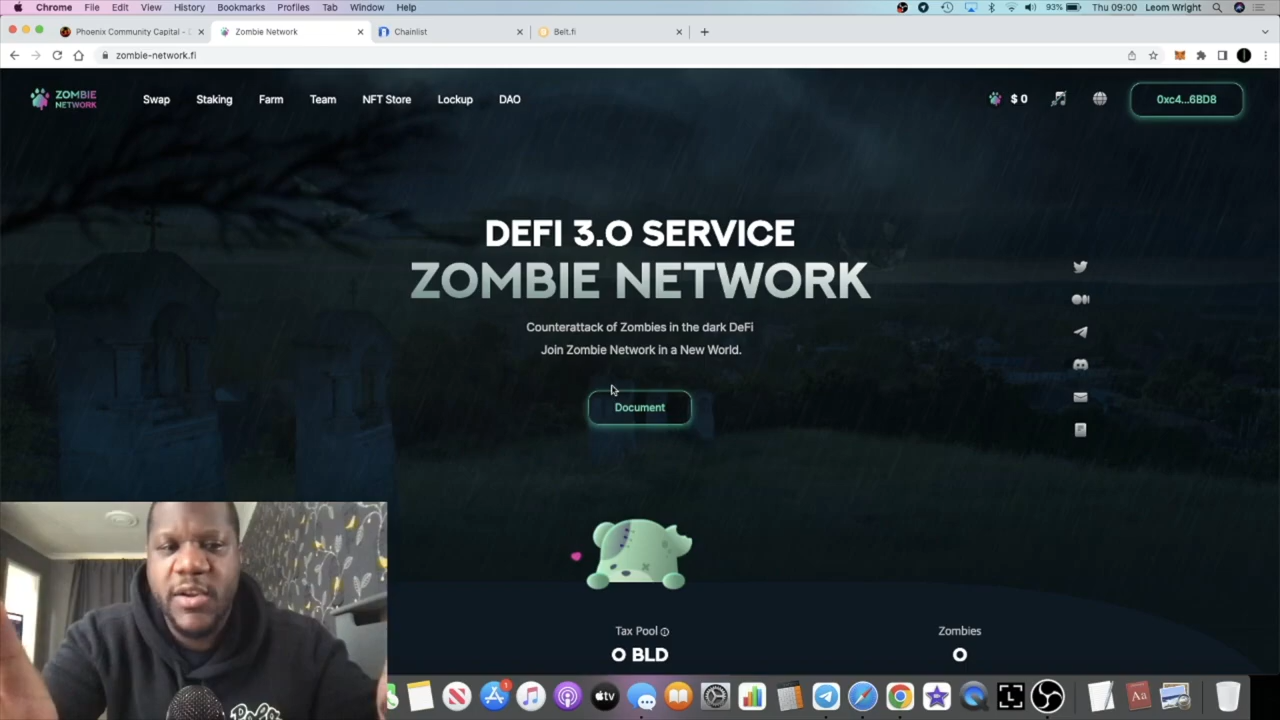 Chrome File Edit View History Bookmarks Profiles Tab Window Help 93% Thu 09:00 Leom Wright
Phoenix Community Capital - Zombie Network Chainlist Belt.fi
zombie-network.fi
ZOMBIE
NETWORK
Swap Staking Farm Team NFT Store Lockup DAO $ 0 0xc4...6BD8
DEFI 3.0 SERVICE
ZOMBIE NETWORK
Counterattack of Zombies in the dark DeFi
Join Zombie Network in a New World.
Document
Tax Pool Zombies
0 BLD 0
tv